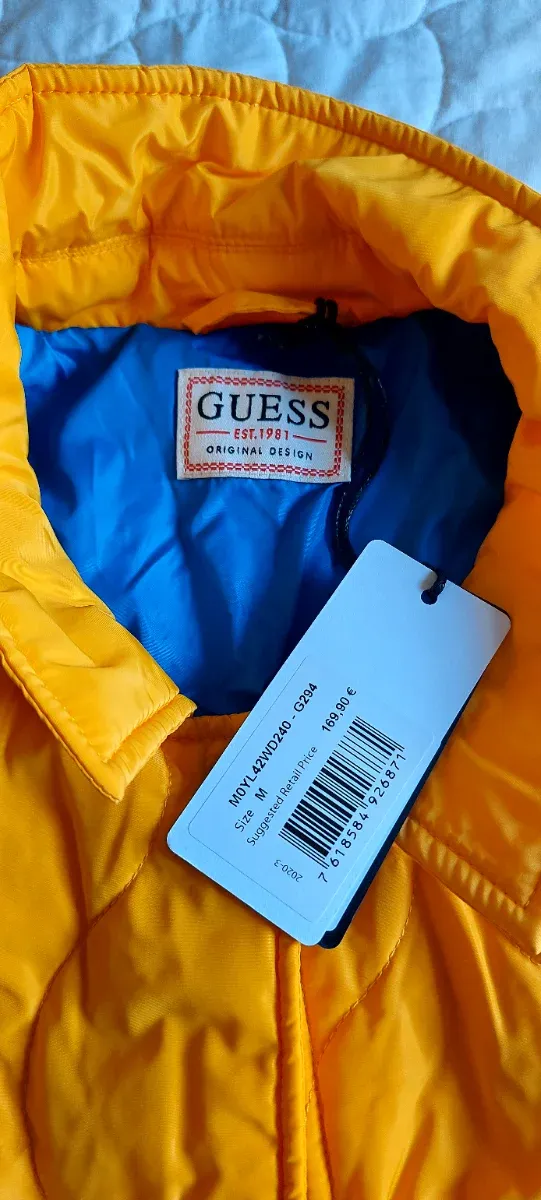 GUESS
EST.1981
ORIGINAL DESIGN
M0YL42WD240 - G294
Size M
Suggested Retail Price 169,90 €
2020-3
7 618584 926871